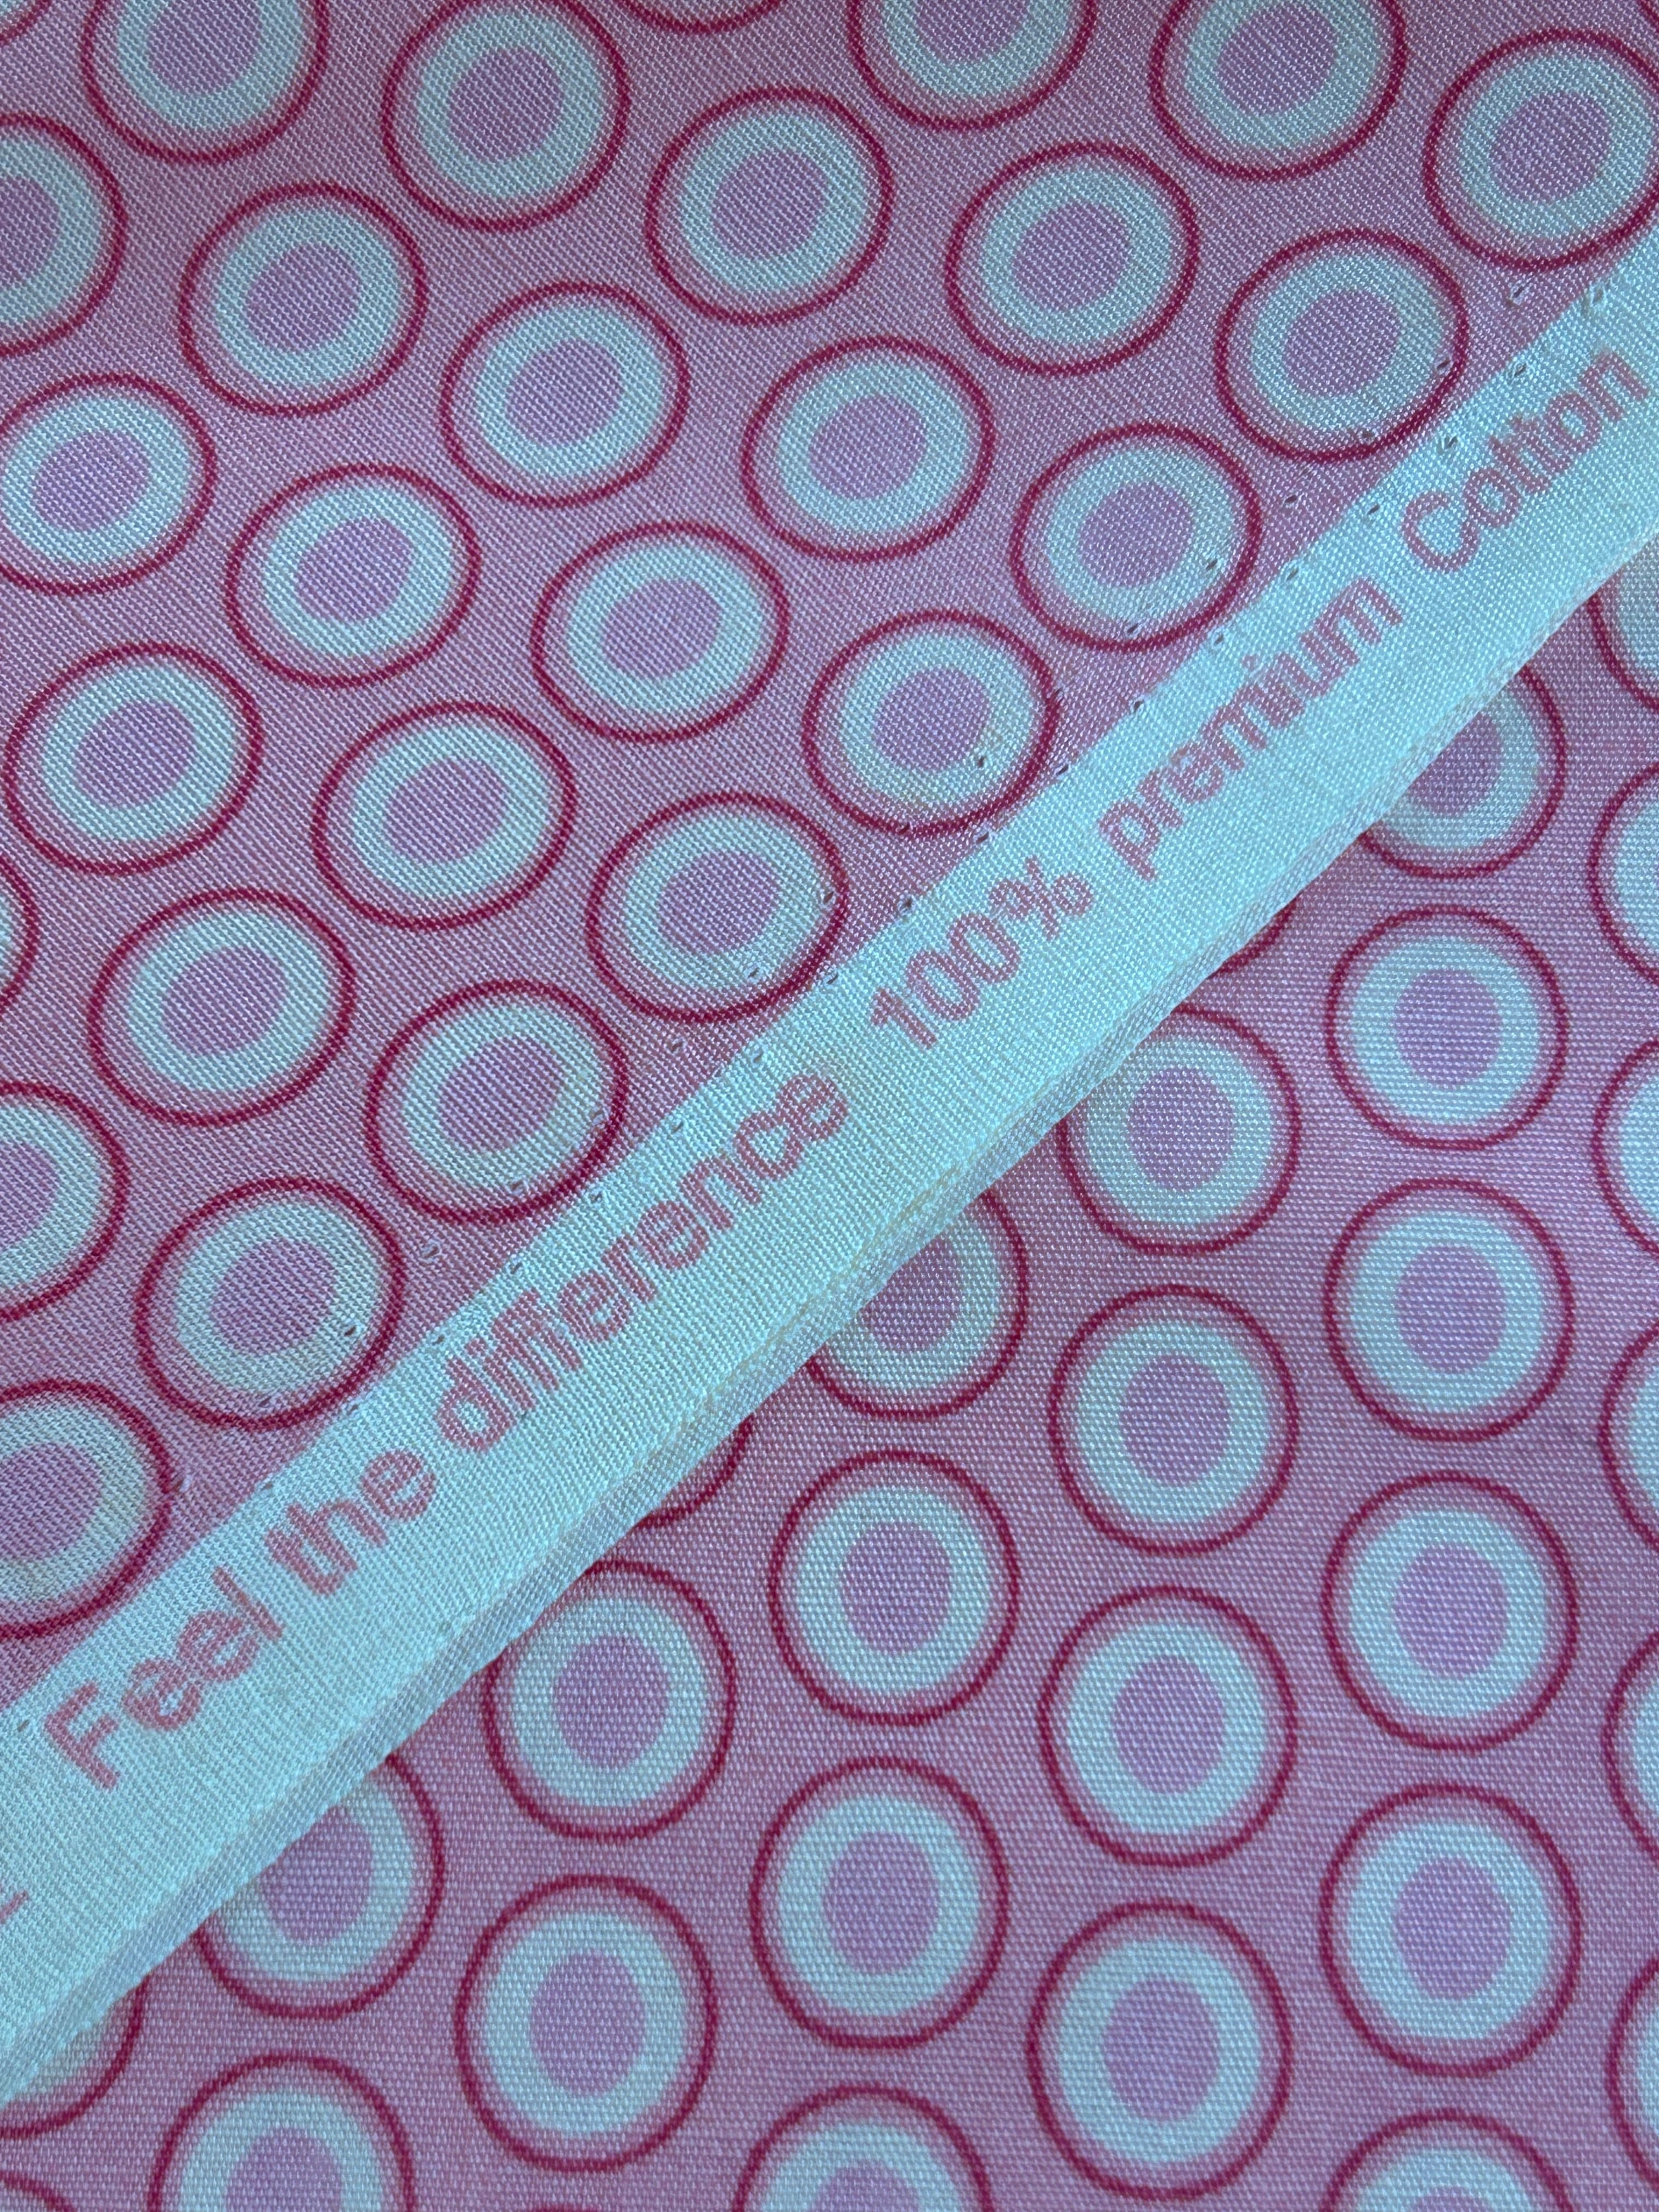 Feel the difference 100% premium Cotton